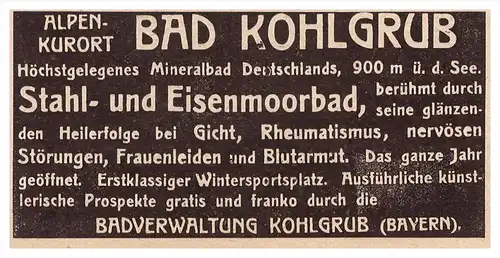 ALPEN-
KURORT BAD KOHLGRUB
Höchstgelegenes Mineralbad Deutschlands, 900 m ü. d. See.
Stahl- und Eisenmoorbad, berühmt durch
seine glänzen-
den Heilerfolge bei Gicht, Rheumatismus, nervösen
Störungen, Frauenleiden und Blutarmut. Das ganze Jahr
geöffnet. Erstklassiger Wintersportsplatz. Ausführliche künst-
lerische Prospekte gratis und franko durch die
BADVERWALTUNG KOHLGRUB (BAYERN).